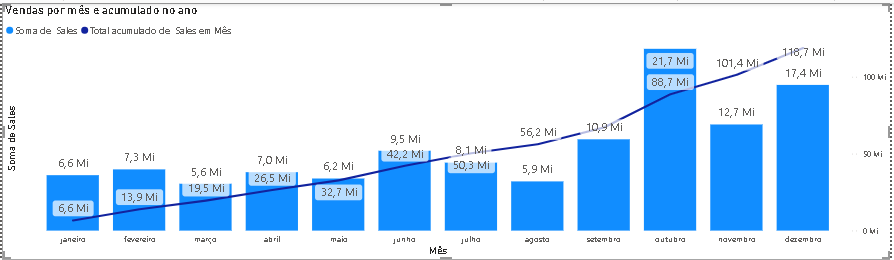 Vendas por mês e acumulado no ano
Soma de Sales Total acumulado de Sales em Mês
118,7 Mi
21,7 Mi 101,4 Mi
17,4 Mi 100 Mi
88,7 Mi
10,9 Mi 12,7 Mi
56,2 Mi
9,5 Mi
8,1 Mi
42,2 Mi
50,3 Mi 50 Mi
6,6 Mi 7,3 Mi 5,6 Mi 7,0 Mi 6,2 Mi 5,9 Mi
6,6 Mi 13,9 Mi 19,5 Mi 26,5 Mi 32,7 Mi
0 Mi
Soma de Sales
janeiro fevereiro março abril maio junho julho agosto setembro outubro novembro dezembro
Mês